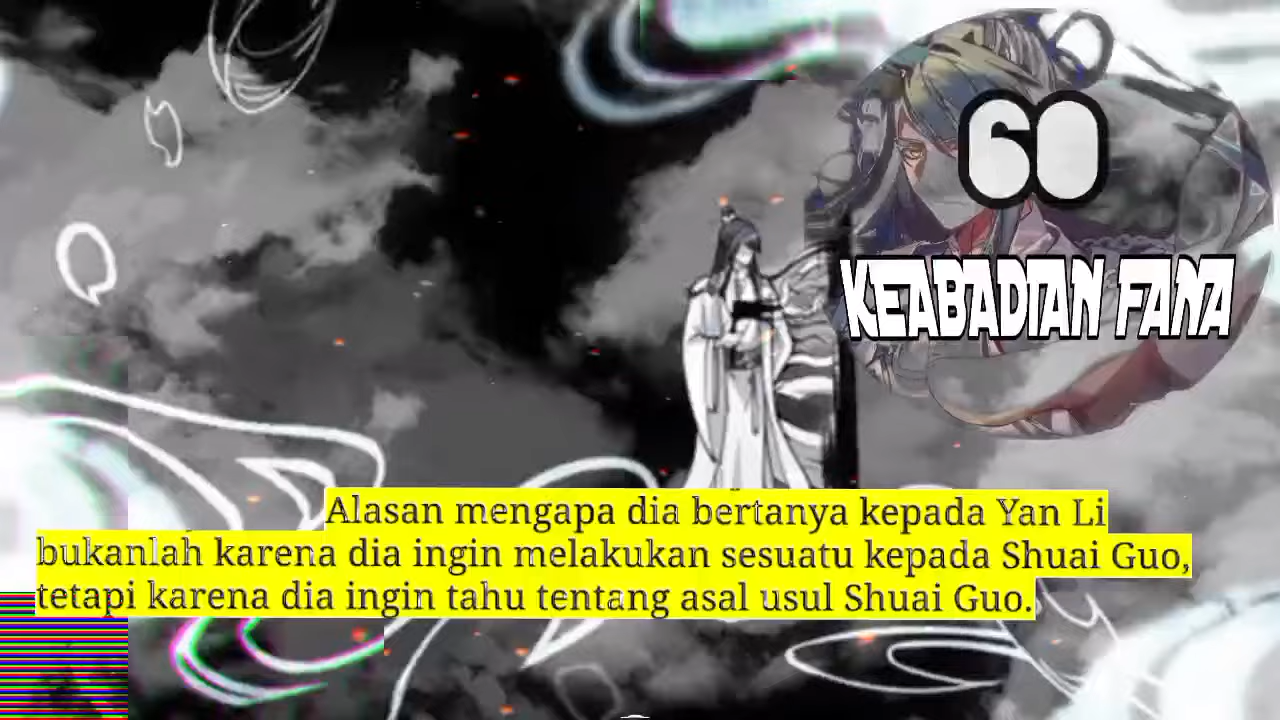 60
KEABADIAN FANA
Alasan mengapa dia bertanya kepada Yan Li
bukanlah karena dia ingin melakukan sesuatu kepada Shuai Guo,
tetapi karena dia ingin tahu tentang asal usul Shuai Guo.